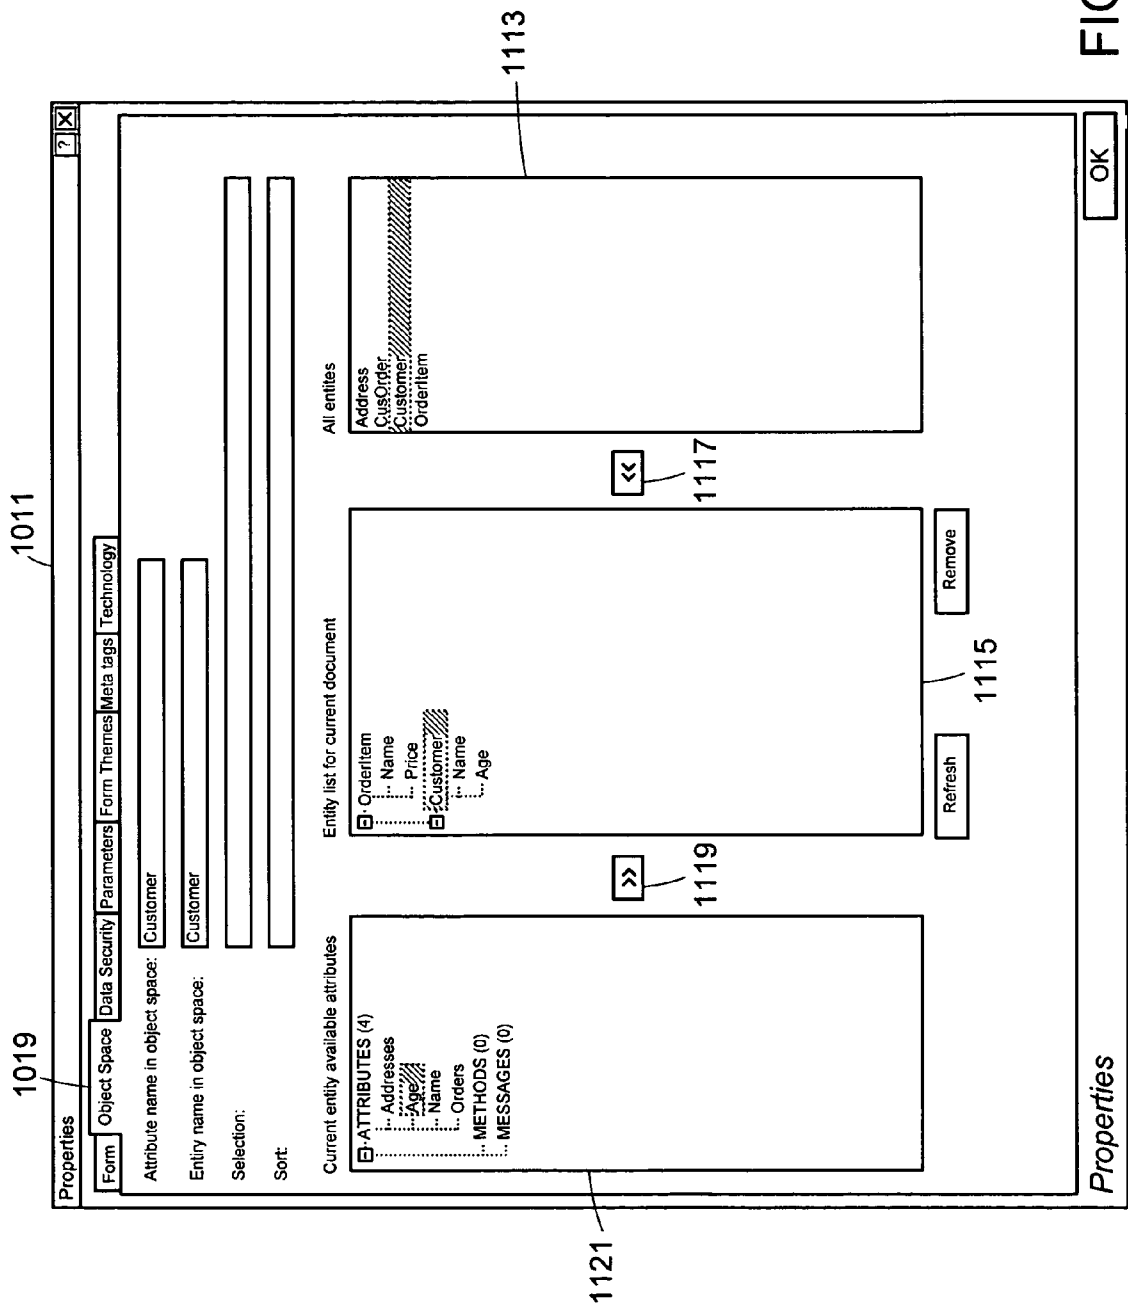 1011
1019
Properties ? X
Form Object Space Data Security Parameters Form Themes Meta tags Technology
Attribute name in object space: Customer
Entiry name in object space: Customer
Selection:
Sort:
Current entity available attributes
ATTRIBUTES (4)
Addresses
Age
Name
Orders
METHODS (0)
MESSAGES (0)
1121
>>
1119
Entity list for current document
OrderItem
Name
Price
Customer
Name
Age
Refresh
Remove
1115
<<
1117
All entites
Address
CusOrder
Customer
OrderItem
1113
Properties
OK
FIG